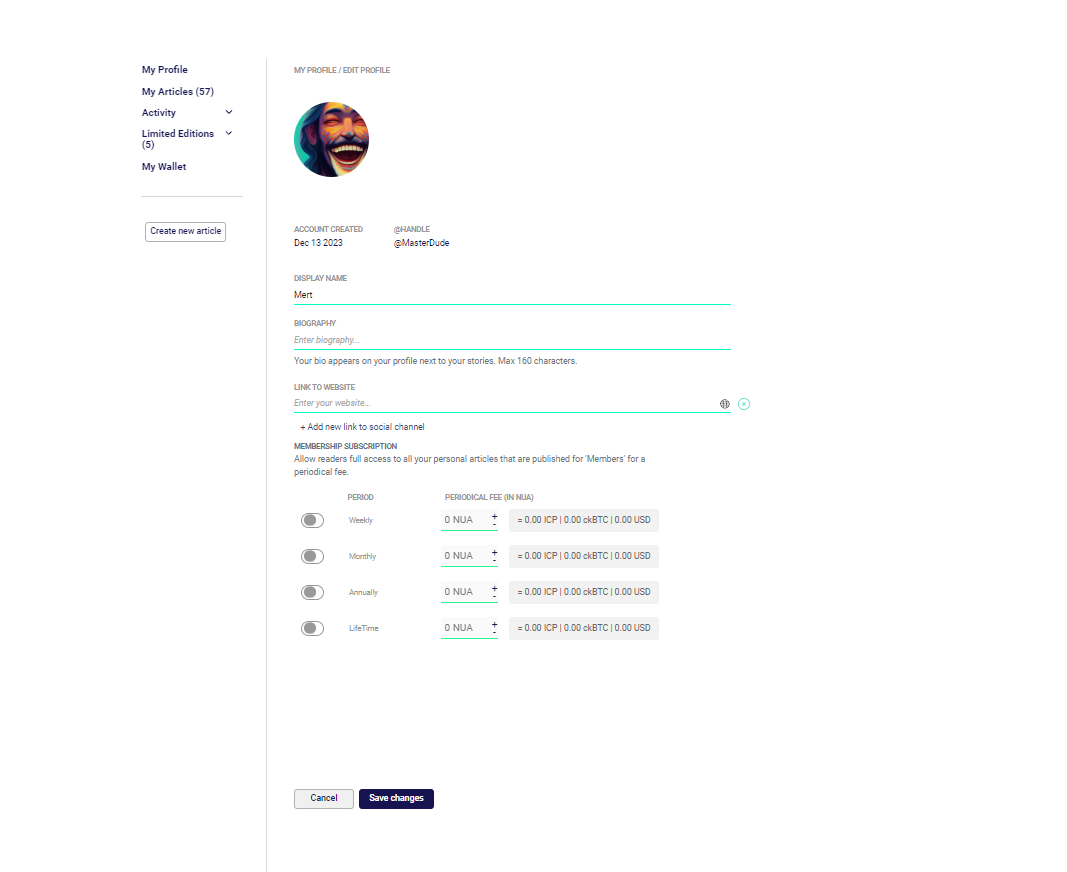 My Profile
My Articles (57)
Activity
Limited Editions
(5)
My Wallet
Create new article
MY PROFILE / EDIT PROFILE
ACCOUNT CREATED @HANDLE
Dec 13 2023 @MasterDude
DISPLAY NAME
Mert
BIOGRAPHY
Enter biography...
Your bio appears on your profile next to your stories. Max 160 characters.
LINK TO WEBSITE
Enter your website...
+ Add new link to social channel
MEMBERSHIP SUBSCRIPTION
Allow readers full access to all your personal articles that are published for 'Members' for a
periodical fee.
PERIOD PERIODICAL FEE (IN NUA)
Weekly 0 NUA + - = 0.00 ICP | 0.00 ckBTC | 0.00 USD
Monthly 0 NUA + - = 0.00 ICP | 0.00 ckBTC | 0.00 USD
Annually 0 NUA + - = 0.00 ICP | 0.00 ckBTC | 0.00 USD
LifeTime 0 NUA + - = 0.00 ICP | 0.00 ckBTC | 0.00 USD
Cancel Save changes